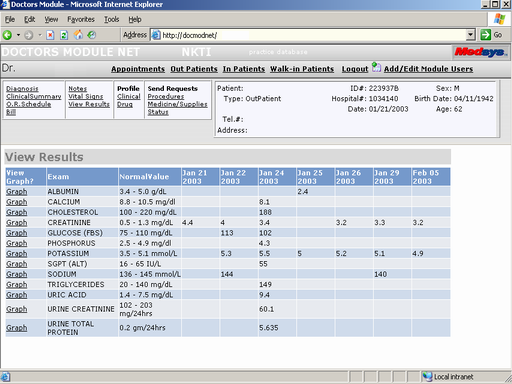 Doctors Module - Microsoft Internet Explorer
File Edit View Favorites Tools Help
Address http://docmodnet/ Go
DOCTORS MODULE NET NKTI practice database Medsys
Dr.
Appointments Out Patients In Patients Walk-in Patients Logout Add/Edit Module Users
Diagnosis Notes Profile Send Requests
ClinicalSummary Vital Signs Clinical Procedures
O.R.Schedule View Results Drug Medicine/Supplies
Bill Status
Patient: ID#: 223937B Sex: M
Type: OutPatient Hospital#: 1034140 Birth Date: 04/11/1942
Date: 01/21/2003 Age: 62
Tel.#:
Address:
View Results
View Graph? Exam NormalValue Jan 21 2003 Jan 22 2003 Jan 24 2003 Jan 25 2003 Jan 26 2003 Jan 29 2003 Feb 05 2003
Graph ALBUMIN 3.4 - 5.0 g/dL 2.4
Graph CALCIUM 8.8 - 10.5 mg/dl 8.1
Graph CHOLESTEROL 100 - 220 mg/dL 188
Graph CREATININE 0.5 - 1.3 mg/dL 4.4 4 3.4 3.2 3.3 3.2
Graph GLUCOSE (FBS) 75 - 110 mg/dL 113 102
Graph PHOSPHORUS 2.5 - 4.9 mg/dl 4.3
Graph POTASSIUM 3.5 - 5.1 mmol/L 5.3 5.5 5 5.2 5.1 4.9
Graph SGPT (ALT) 16 - 65 IU/L 55
Graph SODIUM 136 - 145 mmol/L 144 140
Graph TRIGLYCERIDES 20 - 140 mg/dL 149
Graph URIC ACID 1.4 - 7.5 mg/dL 9.4
Graph URINE CREATININE 102 - 203 mg/24hrs 60.1
Graph URINE TOTAL PROTEIN 0.2 gm/24hrs 5.635
Done Local intranet